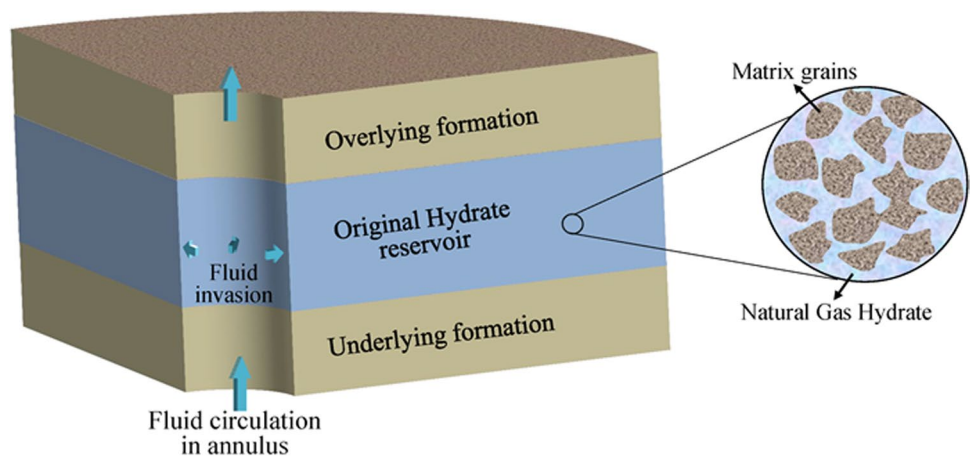 Matrix grains
Overlying formation
Original Hydrate
reservoir
Fluid
invasion
Natural Gas Hydrate
Underlying formation
Fluid circulation
in annulus